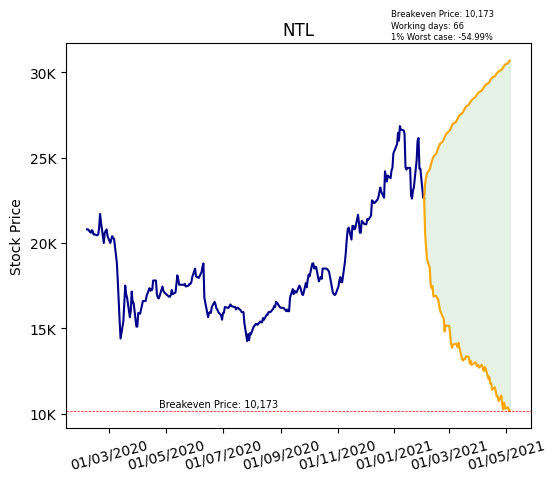 Breakeven Price: 10,173
Working days: 66
1% Worst case: -54.99%
NTL
Stock Price
30K
25K
20K
15K
10K
Breakeven Price: 10,173
01/03/2020 01/05/2020 01/07/2020 01/09/2020 01/11/2020 01/01/2021 01/03/2021 01/05/2021